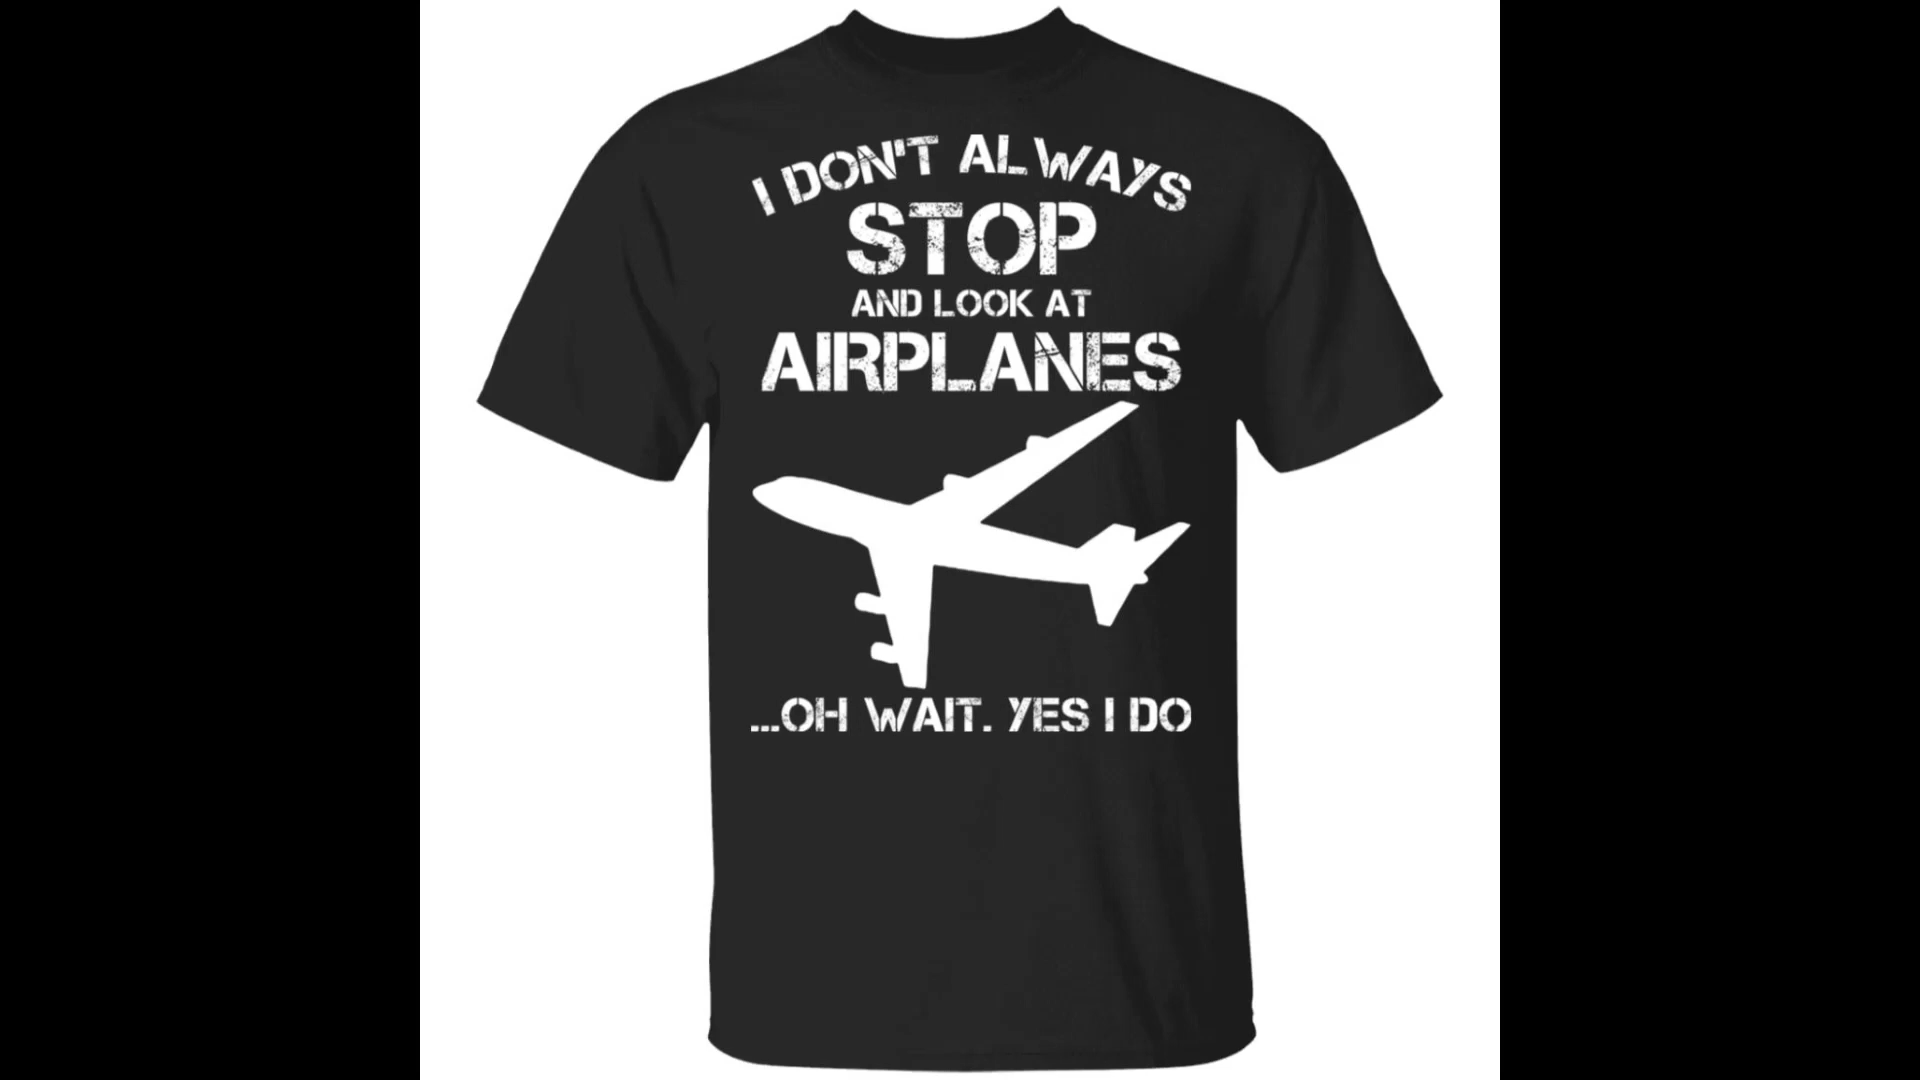 I DON'T ALWAYS
STOP
AND LOOK AT
AIRPLANES
...OH WAIT. YES I DO